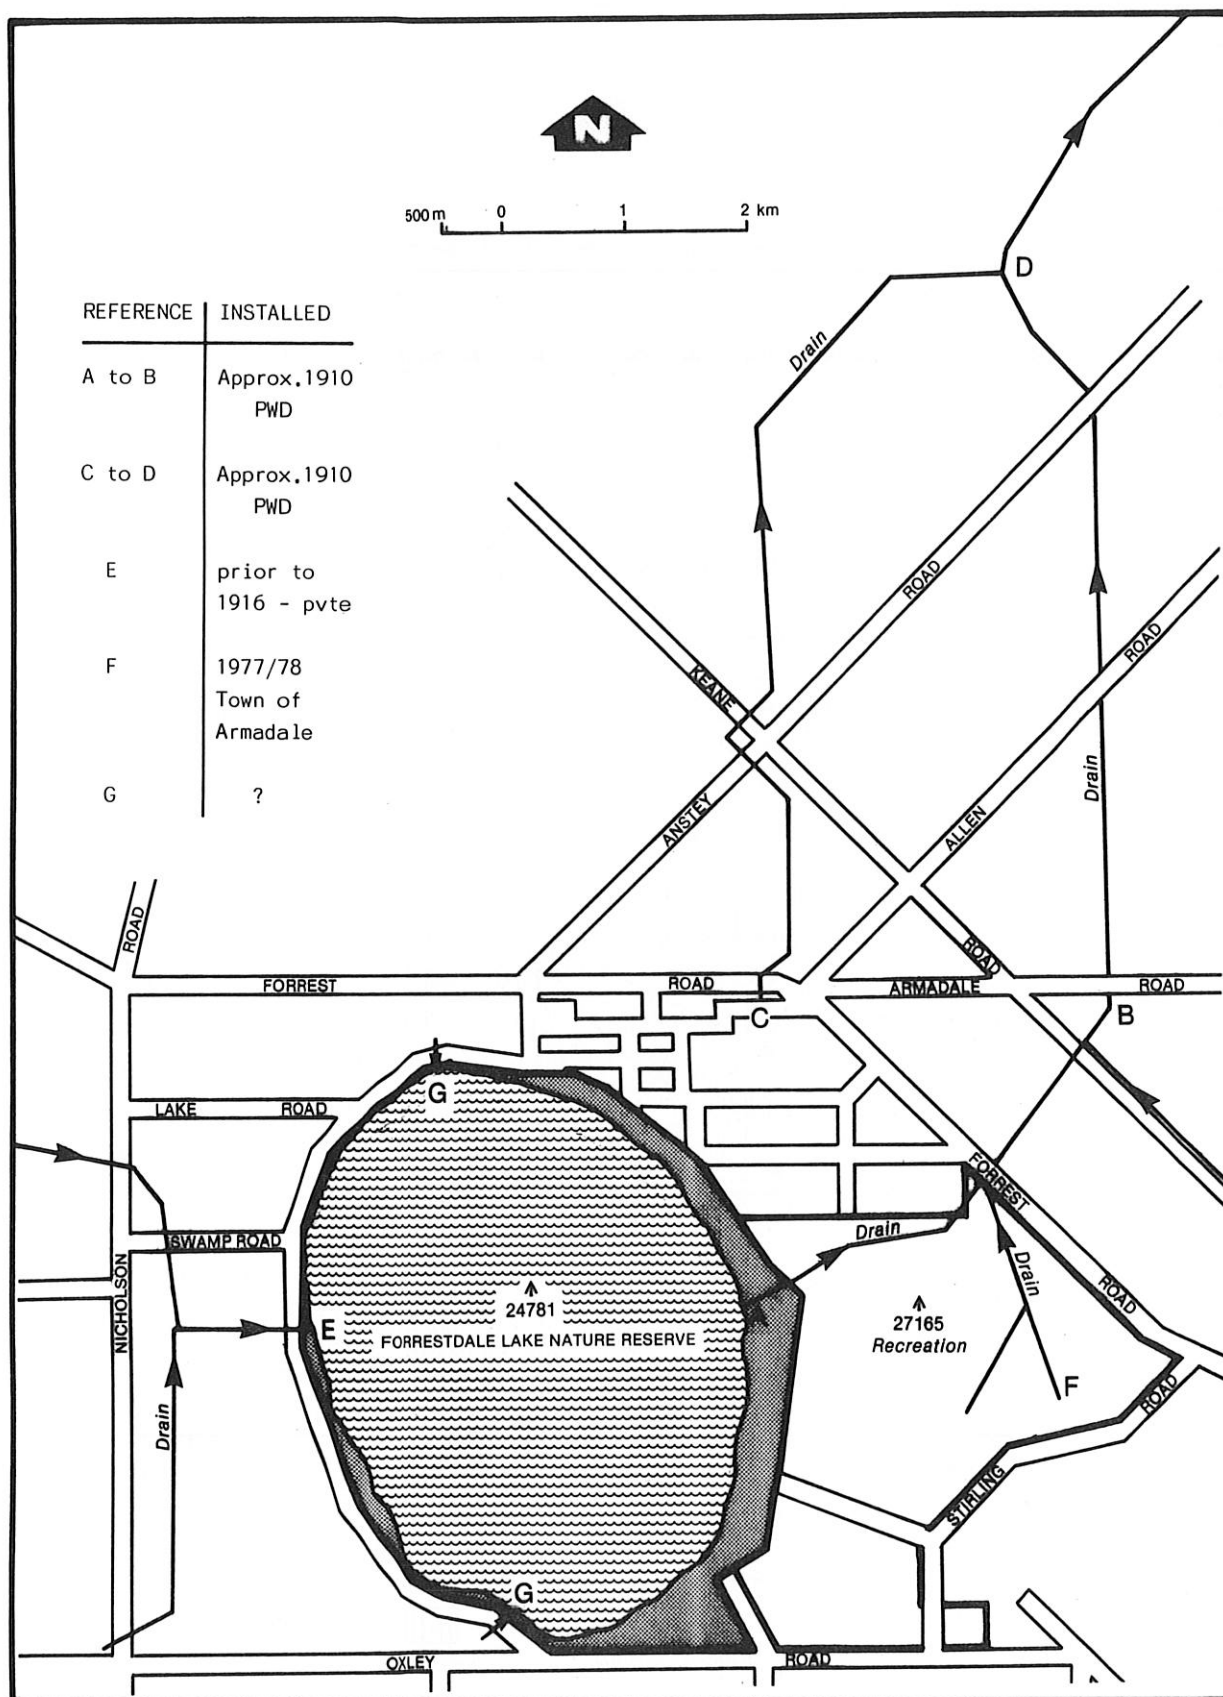 N
500m 0 1 2 km
D
Drain
REFERENCE INSTALLED
A to B Approx.1910
PWD
C to D Approx.1910
PWD
E prior to
1916 - pvte
F 1977/78
Town of
Armadale
G ?
ROAD
ROAD
KEANE
Drain
ALLEN
ANSTEY
ROAD
ROAD
FORREST
ROAD
ARMADALE
ROAD
C
B
G
LAKE ROAD
FORREST
SWAMP ROAD
Drain
Drain
ROAD
NICHOLSON
E
24781
FORRESTDALE LAKE NATURE RESERVE
27165
Recreation
F
ROAD
Drain
STIRLING
G
OXLEY
ROAD